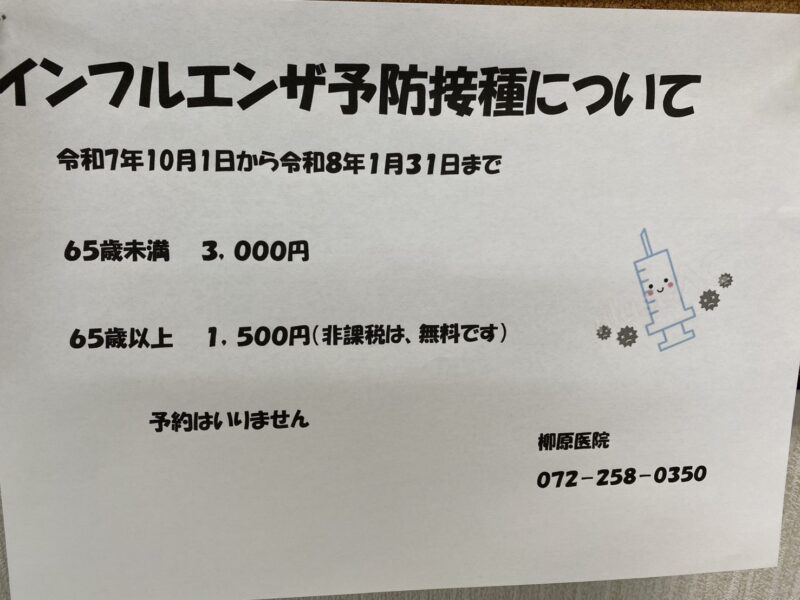 インフルエンザ予防接種について
令和7年10月1日から令和8年1月31日まで
65歳未満　3，000円
65歳以上　1，500円（非課税は、無料です）
予約はいりません
柳原医院
072－258－0350